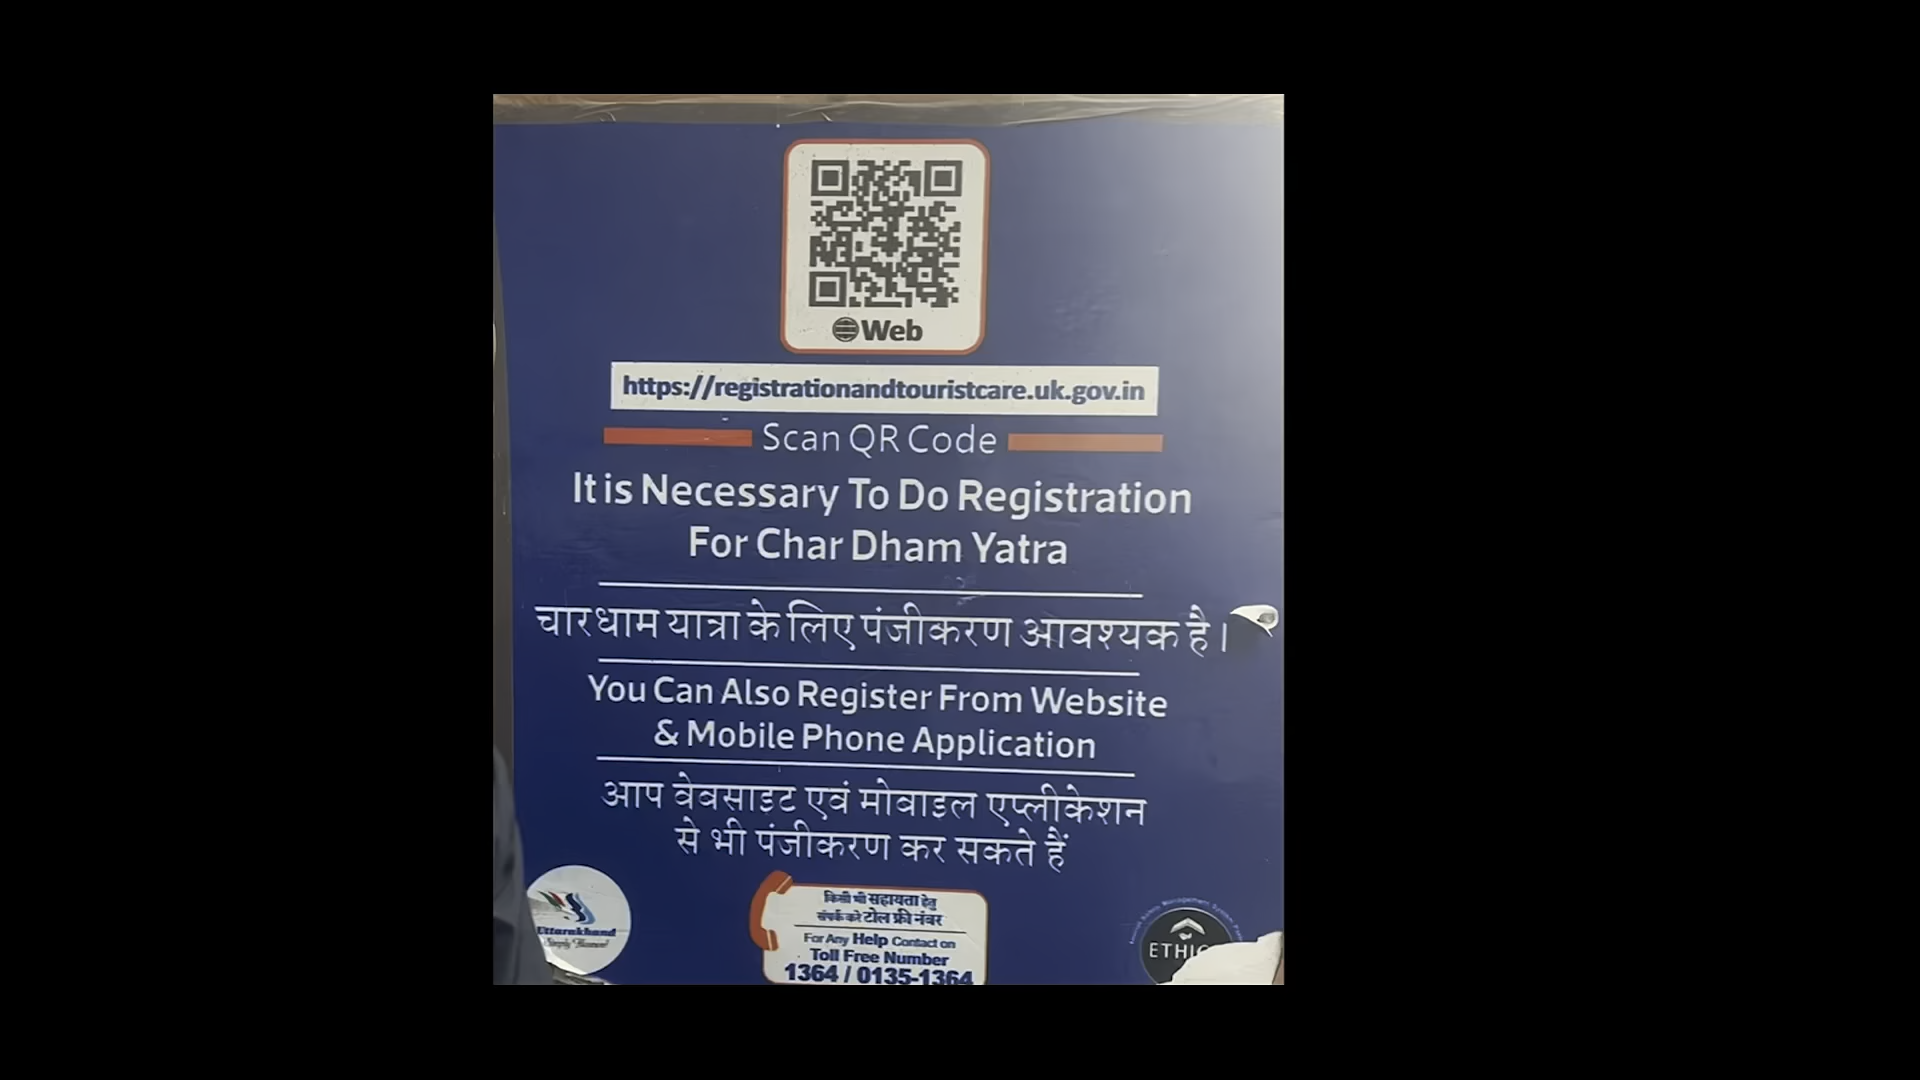 Web
https://registrationandtouristcare.uk.gov.in
Scan QR Code
It is Necessary To Do Registration
For Char Dham Yatra
चारधाम यात्रा के लिए पंजीकरण आवश्यक है।
You Can Also Register From Website
& Mobile Phone Application
आप वेबसाइट एवं मोबाइल एप्लीकेशन
से भी पंजीकरण कर सकते हैं
Uttarakhand
Simply Heaven!
किसी भी सहायता हेतु
संपर्क करे टोल फ्री नंबर
For Any Help Contact on
Toll Free Number
1364 / 0135-1364